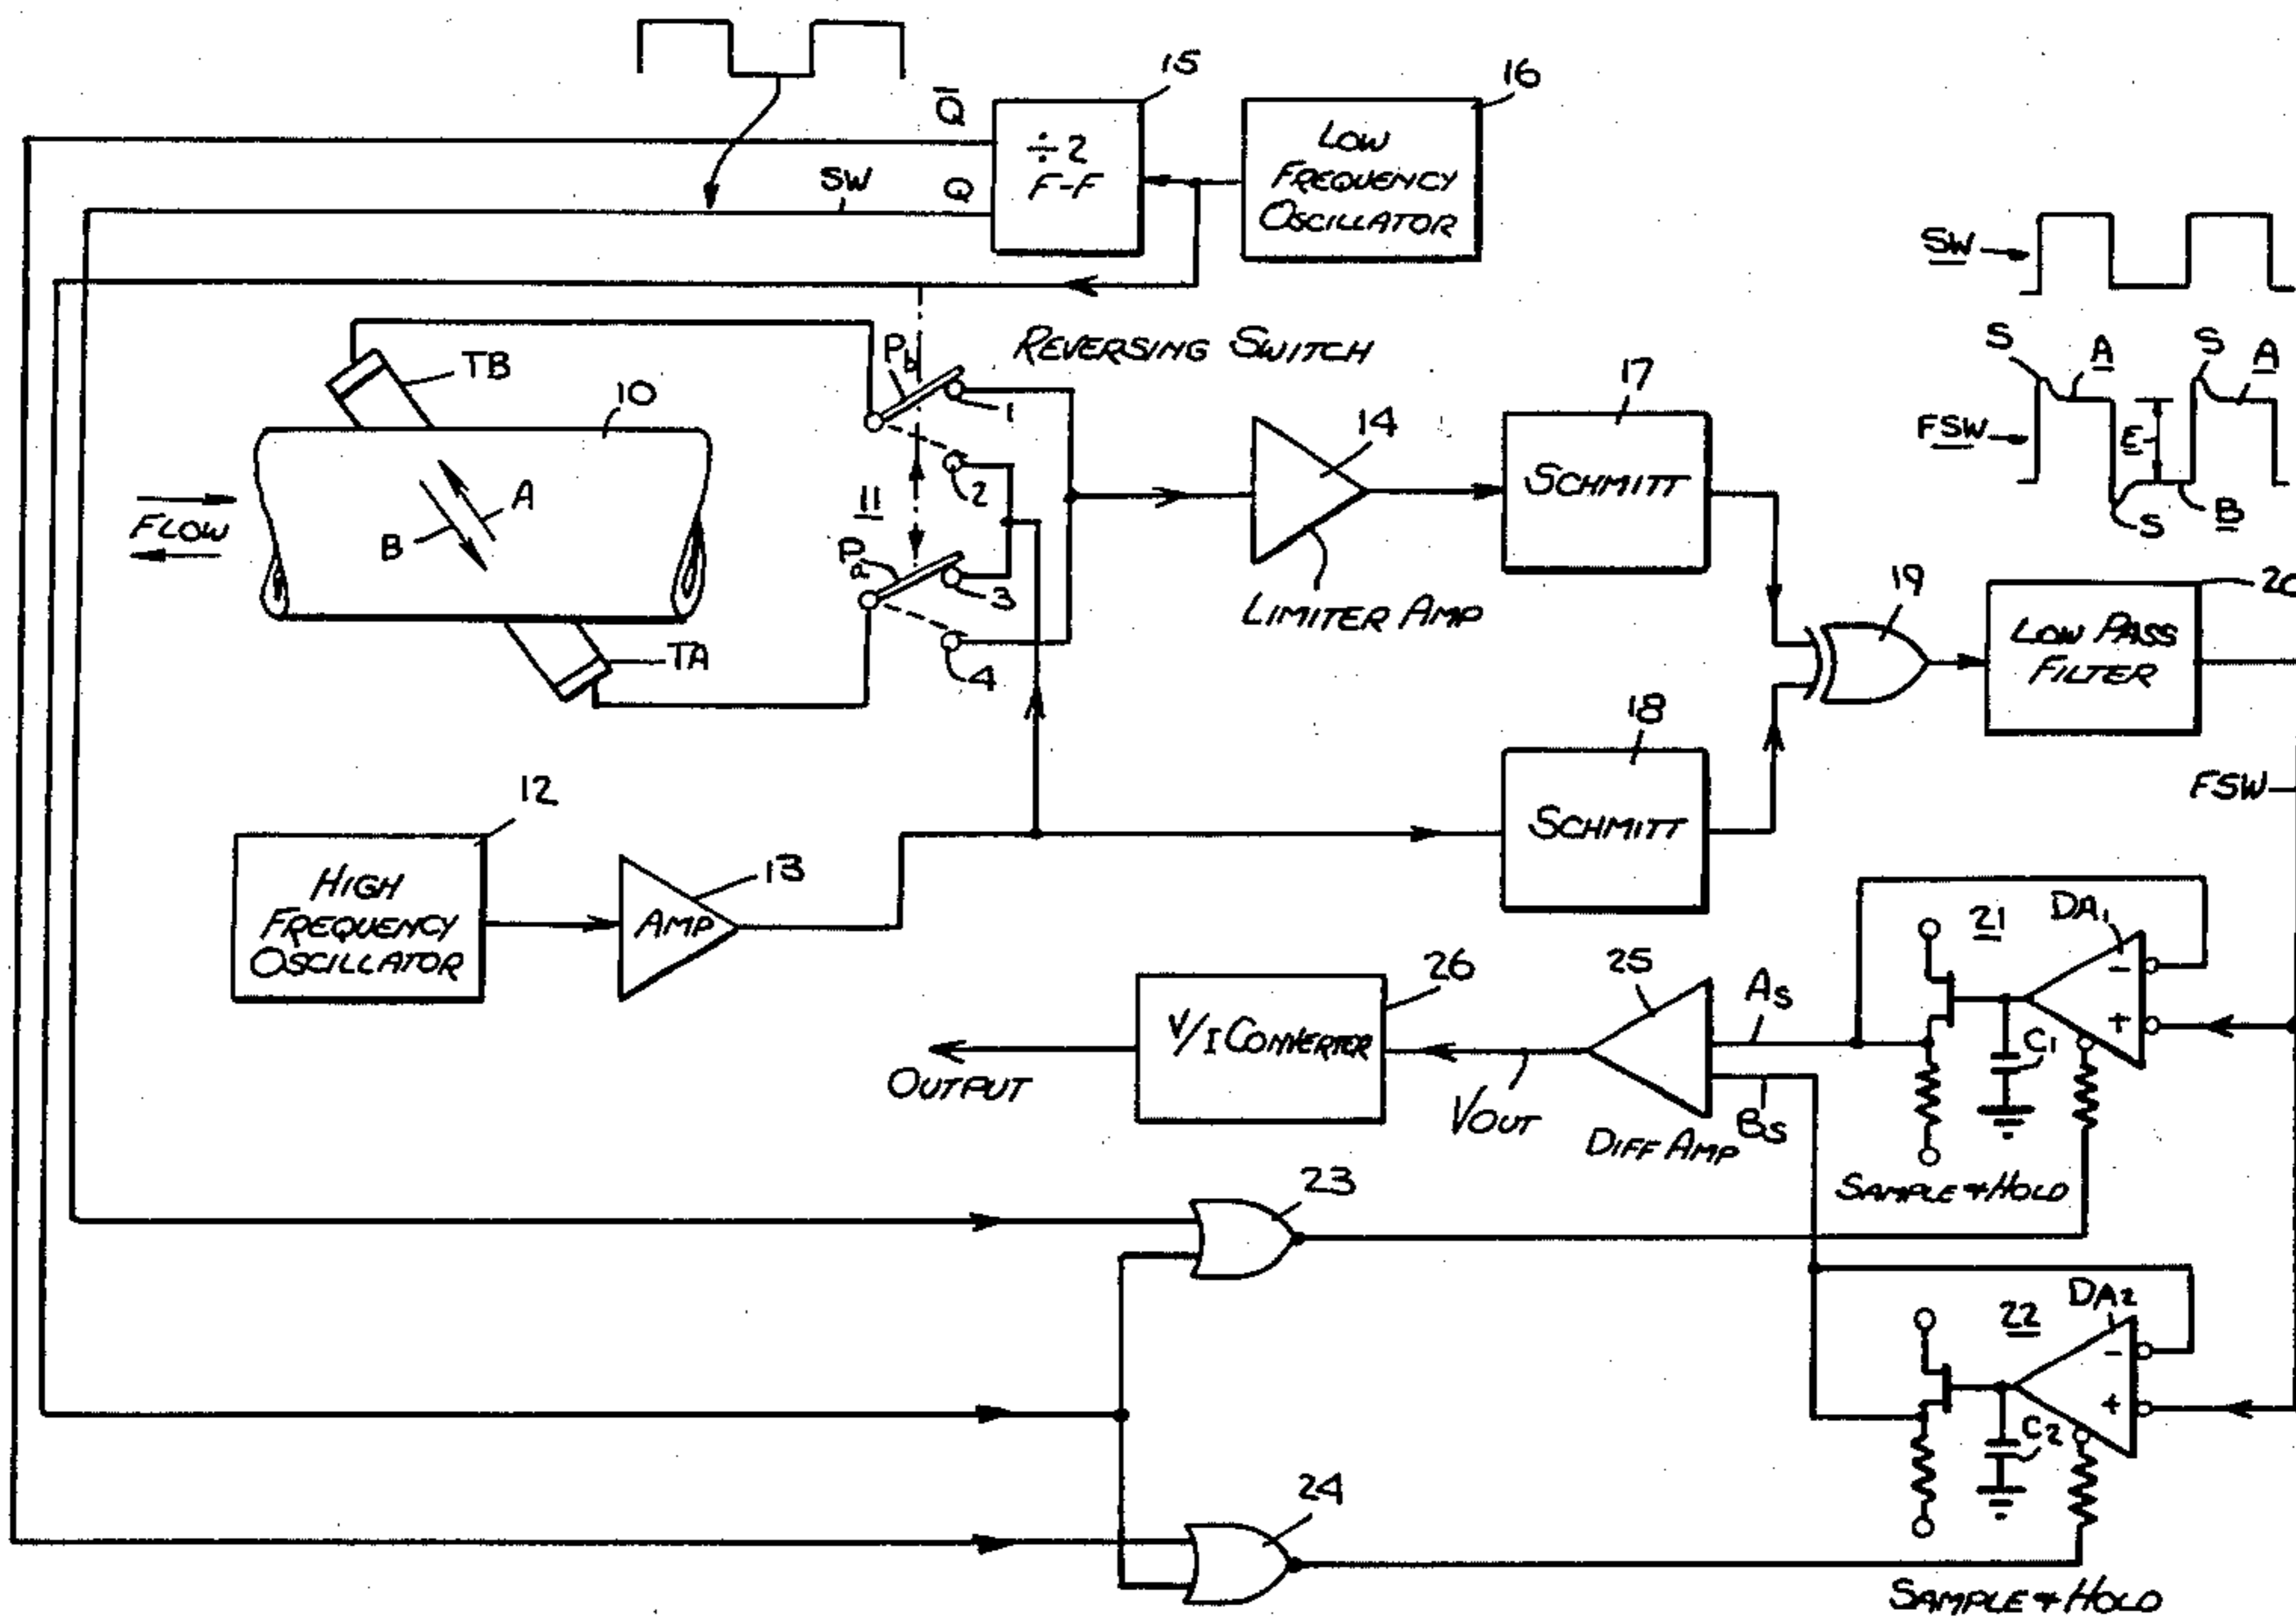 15
16
Q̄
÷2
F-F
Q
SW
LOW
FREQUENCY
OSCILLATOR
SW
S
A
S
A
FSW
E
S
B
REVERSING SWITCH
TB
10
Pb
1
2
11
Pa
3
4
A
B
FLOW
TA
14
LIMITER AMP
17
SCHMITT
18
SCHMITT
19
LOW PASS
FILTER
FSW
12
HIGH
FREQUENCY
OSCILLATOR
13
AMP
26
V/I CONVERTER
OUTPUT
VOUT
25
DIFF AMP
AS
BS
21
DA1
-
+
C1
SAMPLE & HOLD
23
22
DA2
-
+
C2
24
SAMPLE & HOLD